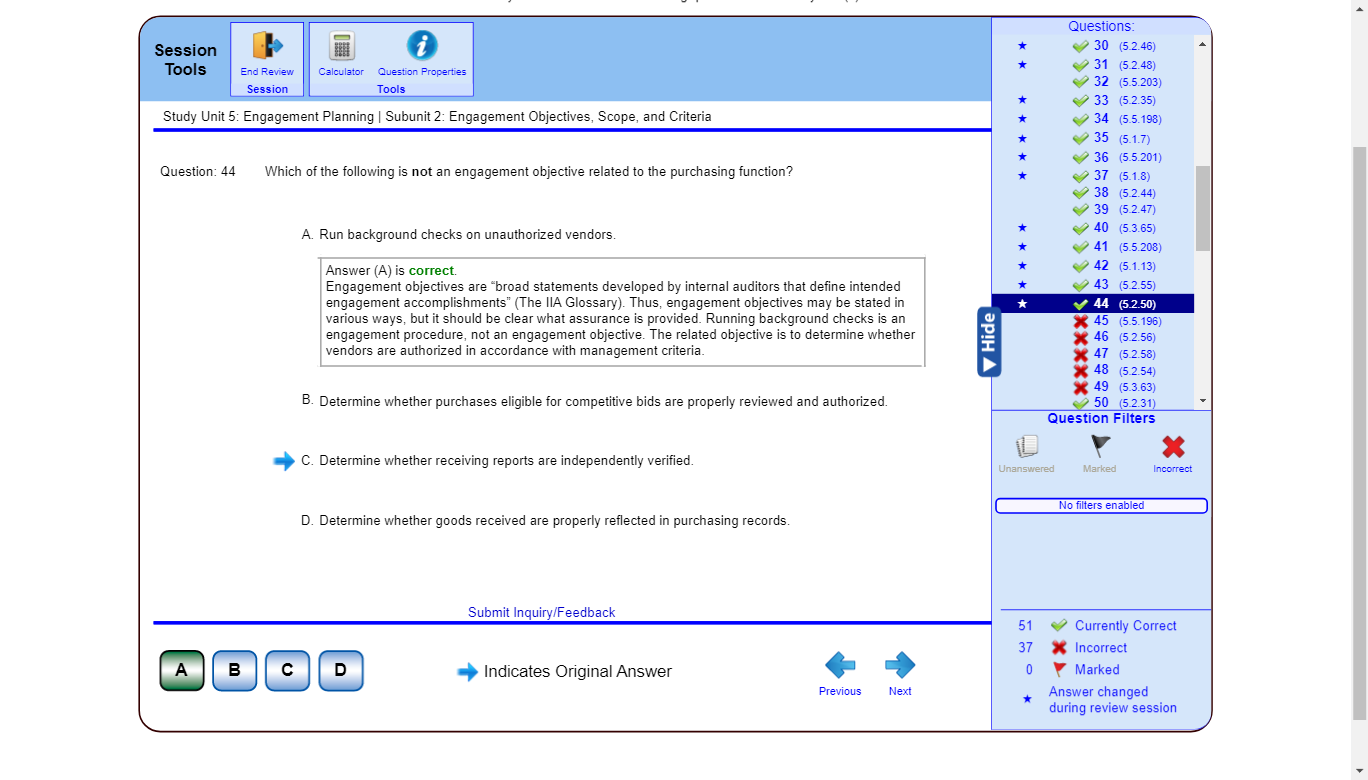 Session
Tools
End Review
Session
Calculator
Question Properties
Tools
Study Unit 5: Engagement Planning | Subunit 2: Engagement Objectives, Scope, and Criteria
Question: 44
Which of the following is not an engagement objective related to the purchasing function?
A. Run background checks on unauthorized vendors.
Answer (A) is correct.
Engagement objectives are “broad statements developed by internal auditors that define intended
engagement accomplishments” (The IIA Glossary). Thus, engagement objectives may be stated in
various ways, but it should be clear what assurance is provided. Running background checks is an
engagement procedure, not an engagement objective. The related objective is to determine whether
vendors are authorized in accordance with management criteria.
B. Determine whether purchases eligible for competitive bids are properly reviewed and authorized.
C. Determine whether receiving reports are independently verified.
D. Determine whether goods received are properly reflected in purchasing records.
Submit Inquiry/Feedback
A B C D
Indicates Original Answer
Previous
Next
Questions:
30 (5.2.46)
31 (5.2.48)
32 (5.5.203)
33 (5.2.35)
34 (5.5.198)
35 (5.1.7)
36 (5.5.201)
37 (5.1.8)
38 (5.2.44)
39 (5.2.47)
40 (5.3.65)
41 (5.5.208)
42 (5.1.13)
43 (5.2.55)
44 (5.2.50)
45 (5.5.196)
46 (5.2.56)
47 (5.2.58)
48 (5.2.54)
49 (5.3.63)
50 (5.2.31)
Hide
Question Filters
Unanswered
Marked
Incorrect
No filters enabled
51 Currently Correct
37 Incorrect
0 Marked
Answer changed
during review session